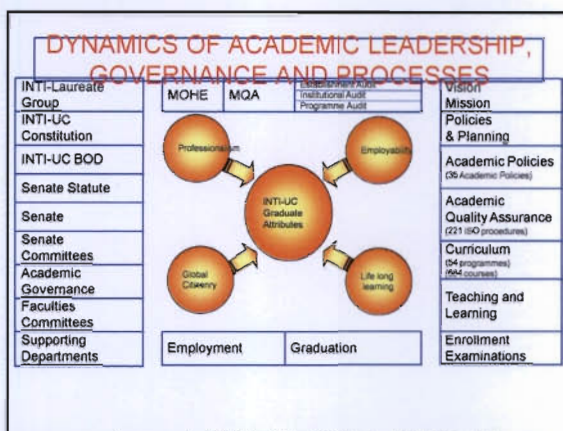 DYNAMICS OF ACADEMIC LEADERSHIP,
GOVERNANCE AND PROCESSES
INTI-Laureate
Group
INTI-UC
Constitution
INTI-UC BOD
Senate Statute
Senate
Senate
Committees
Academic
Governance
Faculties
Committees
Supporting
Departments
MOHE
MQA
Establishment Audit
Institutional Audit
Programme Audit
Professionalism
Employability
INTI-UC
Graduate
Attributes
Global
Citizenry
Life long
learning
Employment
Graduation
Vision
Mission
Policies
& Planning
Academic Policies
(35 Academic Policies)
Academic
Quality Assurance
(221 ISO procedures)
Curriculum
(54 programmes)
(664 courses)
Teaching and
Learning
Enrollment
Examinations